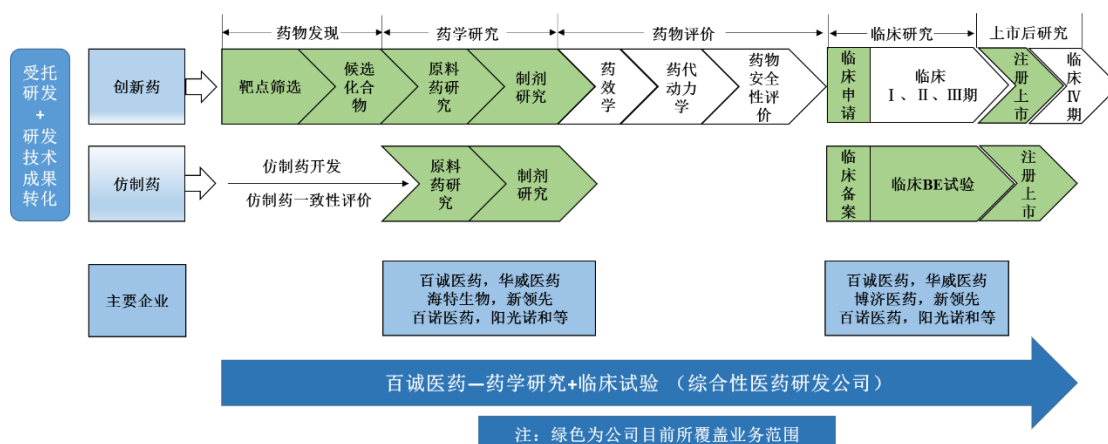 药物发现
药学研究
药物评价
临床研究
上市后研究
受托
研发
+
研发
技术
成果
转化
创新药
靶点筛选
候选
化合
物
原料
药研
究
制剂
研究
药
效
学
药代
动力
学
药物
安全
性评
价
临
床
申
请
临床
Ⅰ、Ⅱ、Ⅲ期
注
册
上
市
临
床
Ⅳ
期
仿制药
仿制药开发
仿制药一致性评价
原料
药研
究
制剂
研究
临
床
备
案
临床BE试验
注
册
上
市
主要企业
百诚医药，华威医药
海特生物，新领先
百诺医药，阳光诺和等
百诚医药，华威医药
博济医药，新领先
百诺医药，阳光诺和等
百诚医药—药学研究+临床试验 （综合性医药研发公司）
注：绿色为公司目前所覆盖业务范围